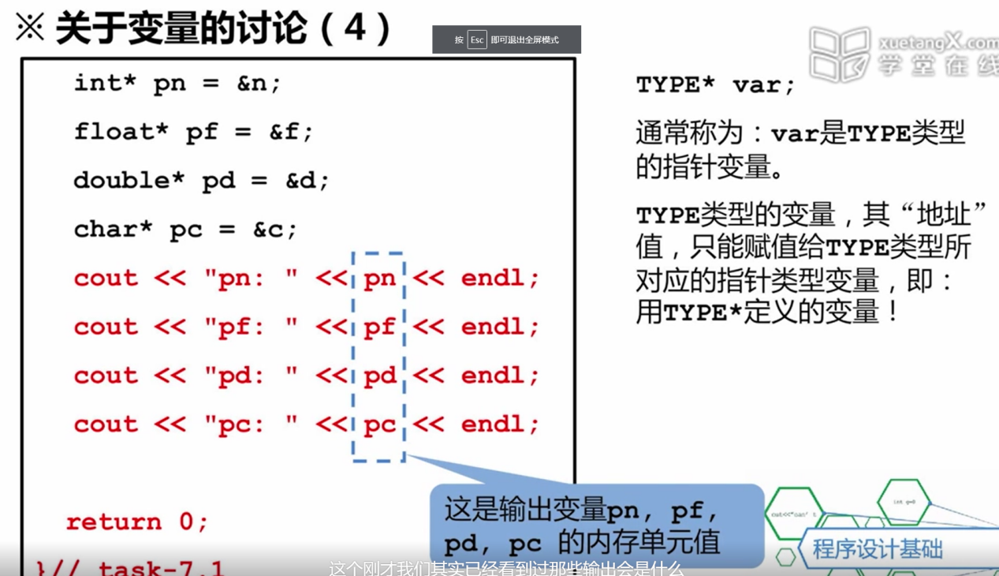 ※ 关于变量的讨论（4）
按 Esc 即可退出全屏模式
xuetangX.com
学堂在线
int* pn = &n;
float* pf = &f;
double* pd = &d;
char* pc = &c;
cout << "pn: " << pn << endl;
cout << "pf: " << pf << endl;
cout << "pd: " << pd << endl;
cout << "pc: " << pc << endl;
return 0;
}// task-7.1
TYPE* var;
通常称为：var是TYPE类型
的指针变量。
TYPE类型的变量，其“地址”
值，只能赋值给TYPE类型所
对应的指针类型变量，即：
用TYPE*定义的变量！
这是输出变量pn, pf,
pd, pc 的内存单元值
int q=0
程序设计基础
这个刚才我们其实已经看到过那些输出会是什么